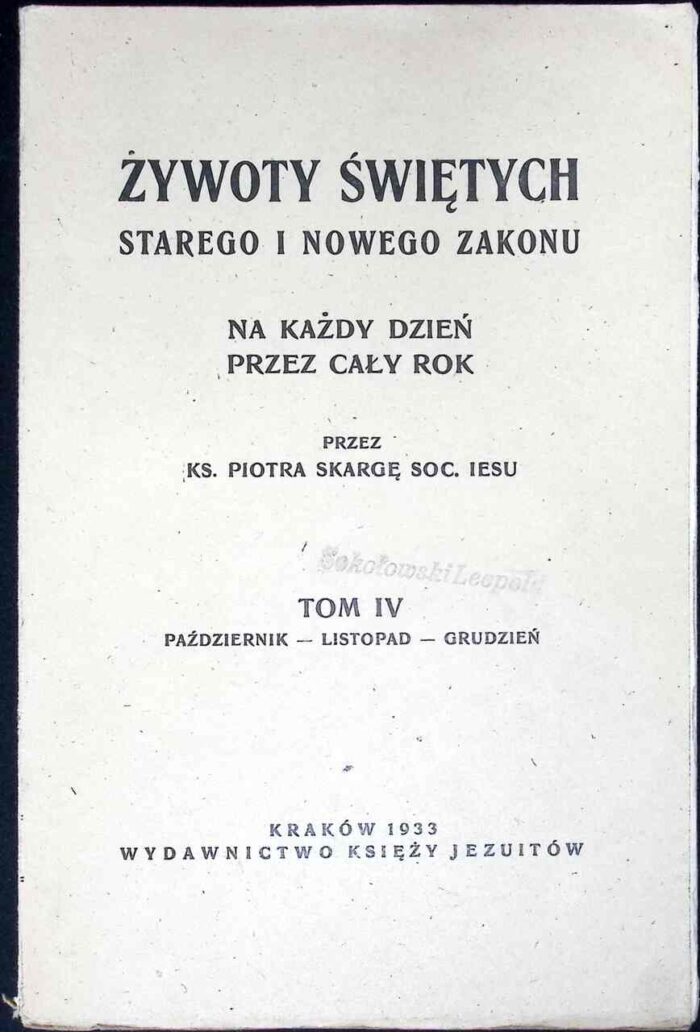 ŻYWOTY ŚWIĘTYCH
STAREGO I NOWEGO ZAKONU
NA KAŻDY DZIEŃ
PRZEZ CAŁY ROK
PRZEZ
KS. PIOTRA SKARGĘ SOC. IESU
Sokołowski Leopold
TOM IV
PAŹDZIERNIK — LISTOPAD — GRUDZIEŃ
KRAKÓW 1933
WYDAWNICTWO KSIĘŻY JEZUITÓW